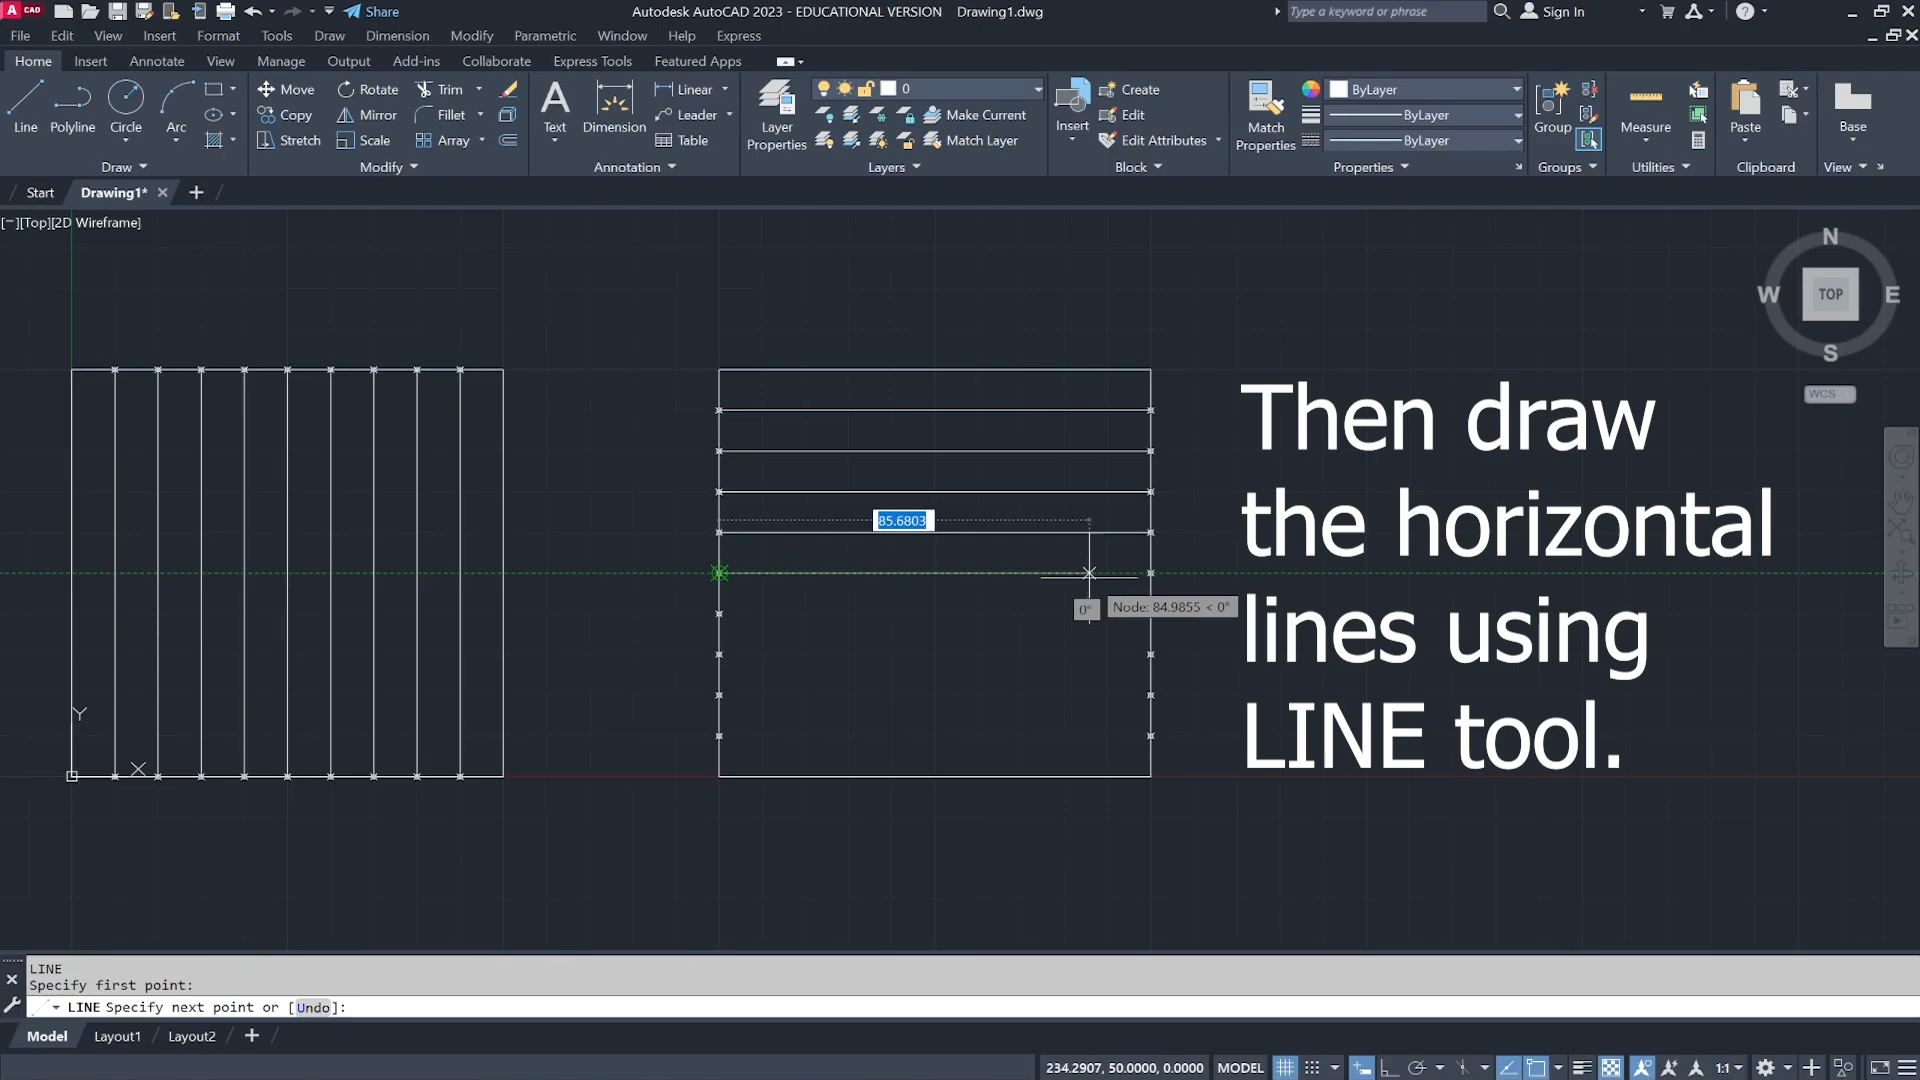 CAD
Share
Autodesk AutoCAD 2023 - EDUCATIONAL VERSION Drawing1.dwg
Type a keyword or phrase
Sign In
File Edit View Insert Format Tools Draw Dimension Modify Parametric Window Help Express
Home Insert Annotate View Manage Output Add-ins Collaborate Express Tools Featured Apps
Line Polyline Circle Arc
Draw
Move Rotate Trim
Copy Mirror Fillet
Stretch Scale Array
Modify
Text Dimension
Linear
Leader
Table
Annotation
Layer Properties
0
Make Current
Match Layer
Layers
Insert
Create
Edit
Edit Attributes
Block
Match Properties
ByLayer
ByLayer
ByLayer
Properties
Group
Groups
Measure
Utilities
Paste
Clipboard
Base
View
Start Drawing1*
[−][Top][2D Wireframe]
N
W TOP E
S
WCS
85.6803
0°
Node: 84.9855 < 0°
Y
X
Then draw
the horizontal
lines using
LINE tool.
LINE
Specify first point:
LINE Specify next point or [Undo]:
Model Layout1 Layout2
234.2907, 50.0000, 0.0000 MODEL 1:1